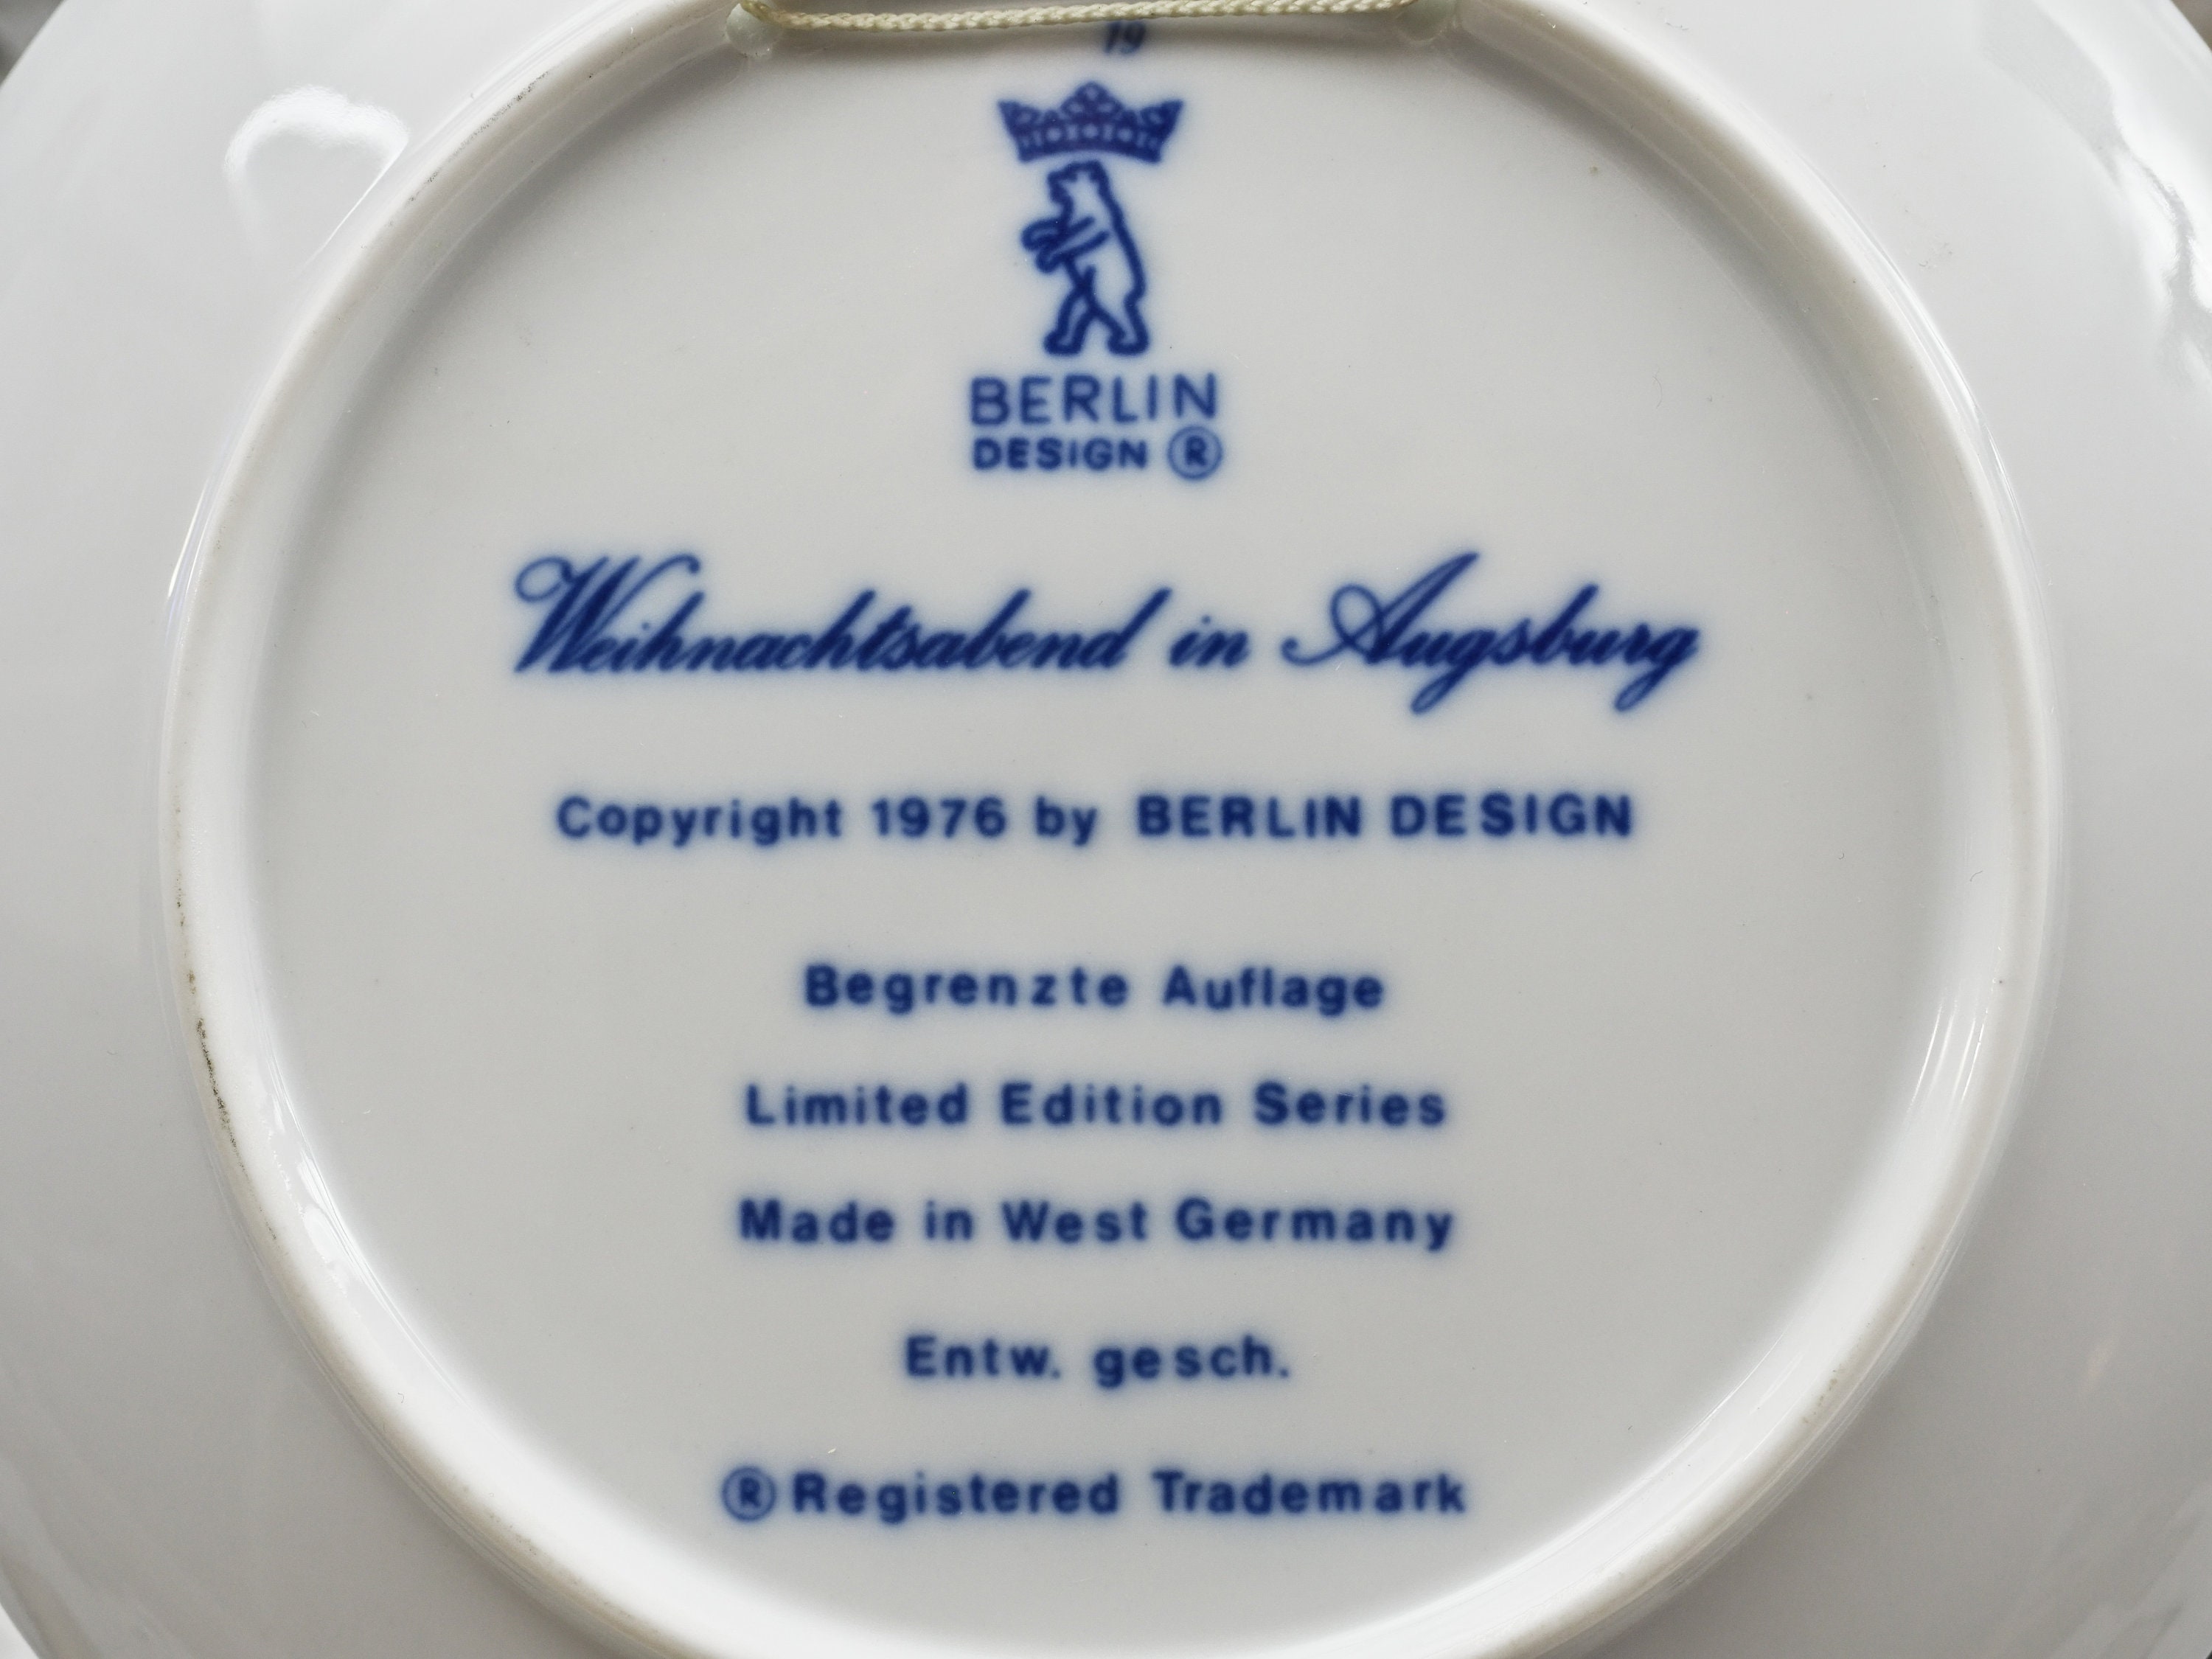 19
BERLIN
DESIGN ®
Weihnachtsabend in Augsburg
Copyright 1976 by BERLIN DESIGN
Begrenzte Auflage
Limited Edition Series
Made in West Germany
Entw. gesch.
® Registered Trademark